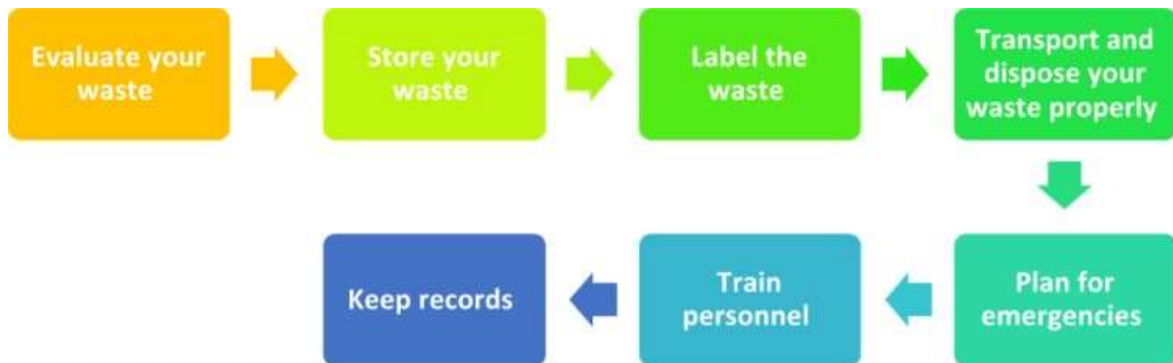 Evaluate your
waste
Store your
waste
Label the
waste
Transport and
dispose your
waste properly
Plan for
emergencies
Train
personnel
Keep records